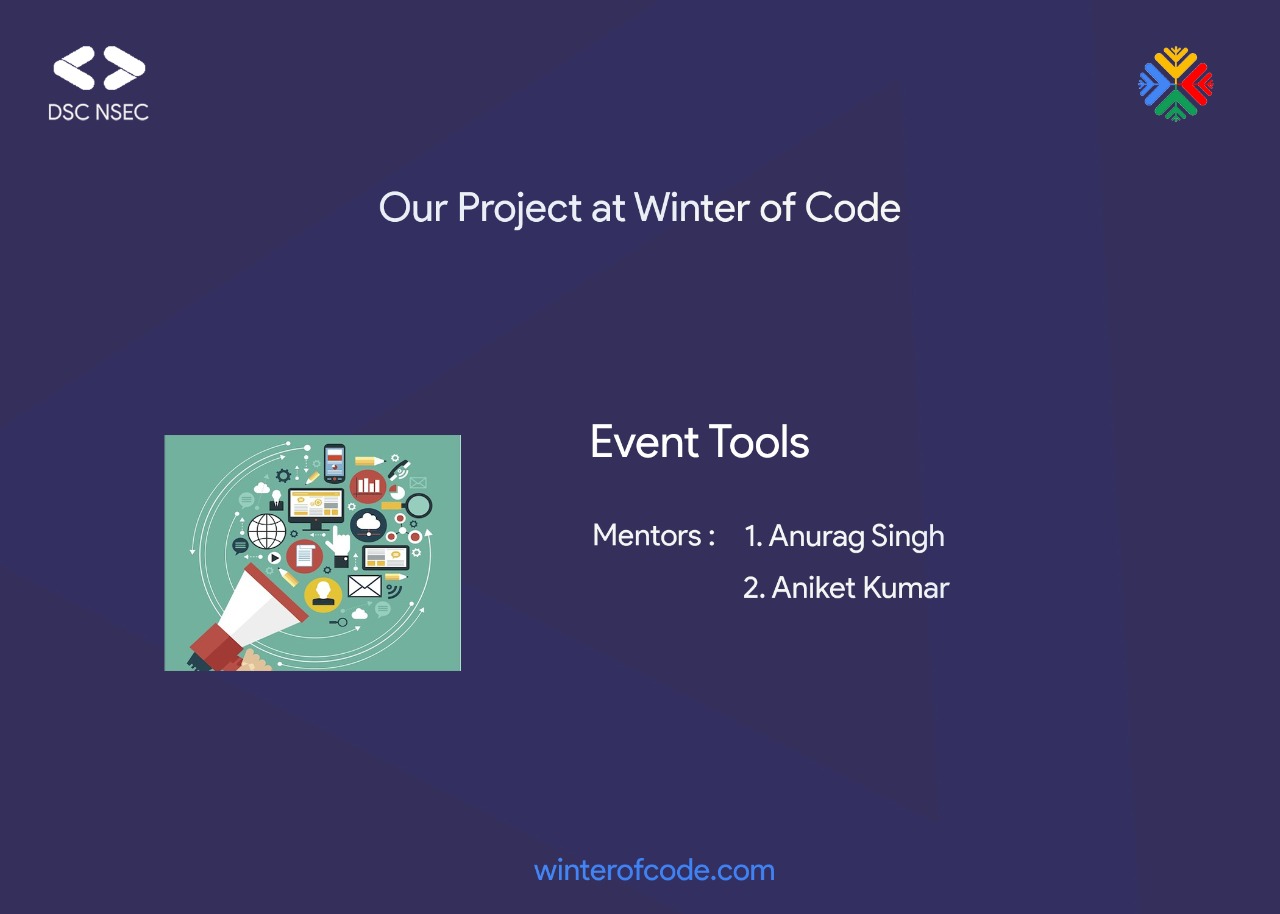 DSC NSEC
Our Project at Winter of Code
Event Tools
Mentors : 1. Anurag Singh
2. Aniket Kumar
winterofcode.com